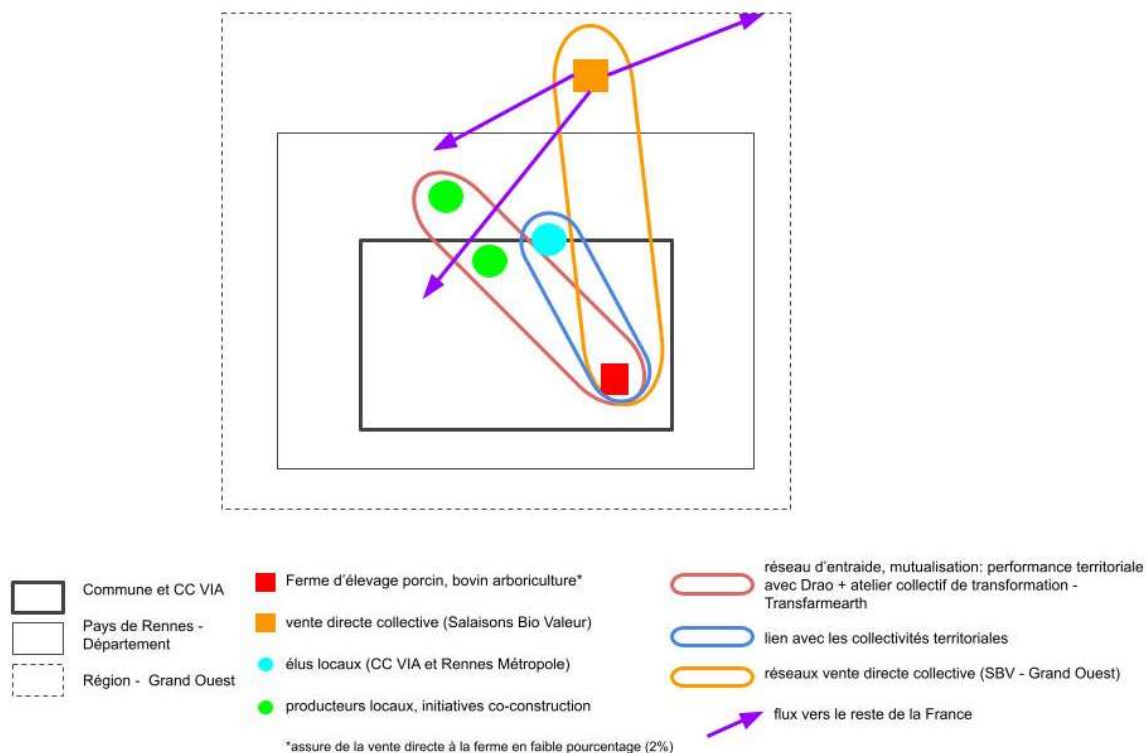 Commune et CC VIA
Pays de Rennes -
Département
Région - Grand Ouest
Ferme d'élevage porcin, bovin arboriculture*
vente directe collective (Salaisons Bio Valeur)
élus locaux (CC VIA et Rennes Métropole)
producteurs locaux, initiatives co-construction
*assure de la vente directe à la ferme en faible pourcentage (2%)
réseau d'entraide, mutualisation: performance territoriale
avec Drao + atelier collectif de transformation -
Transfarmearth
lien avec les collectivités territoriales
réseaux vente directe collective (SBV - Grand Ouest)
flux vers le reste de la France